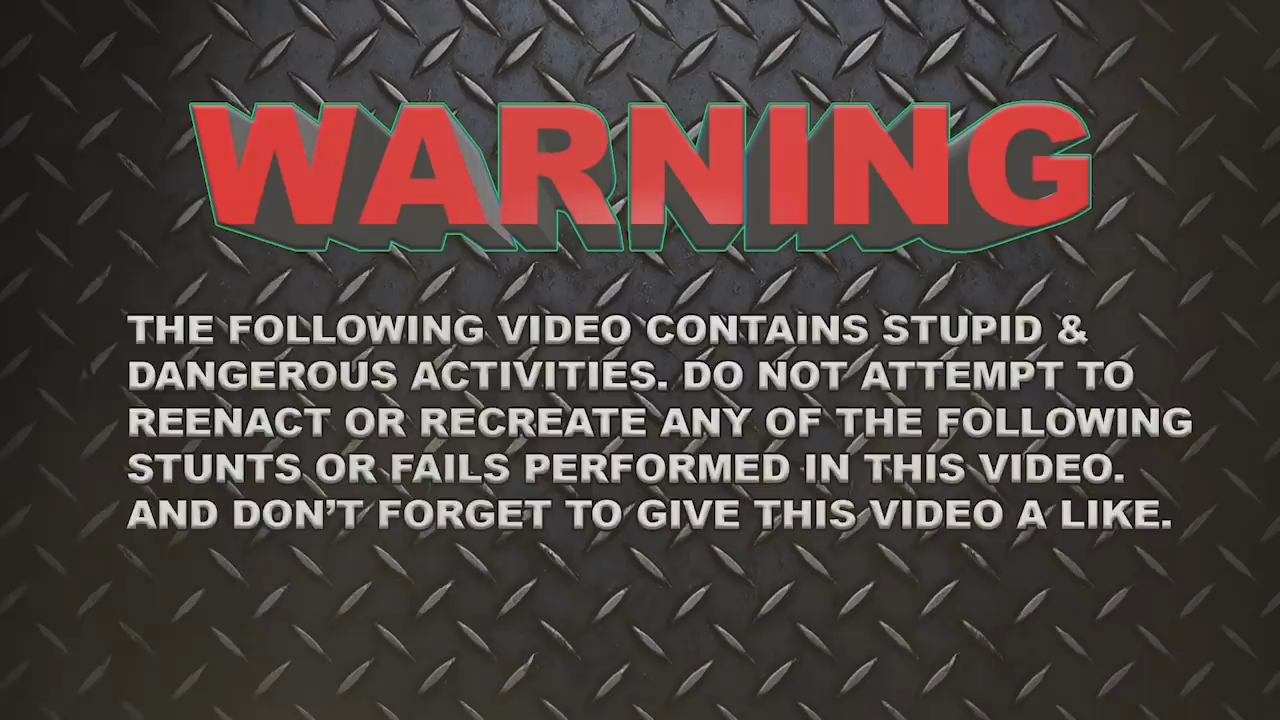 WARNING
THE FOLLOWING VIDEO CONTAINS STUPID &
DANGEROUS ACTIVITIES. DO NOT ATTEMPT TO
REENACT OR RECREATE ANY OF THE FOLLOWING
STUNTS OR FAILS PERFORMED IN THIS VIDEO.
AND DON'T FORGET TO GIVE THIS VIDEO A LIKE.